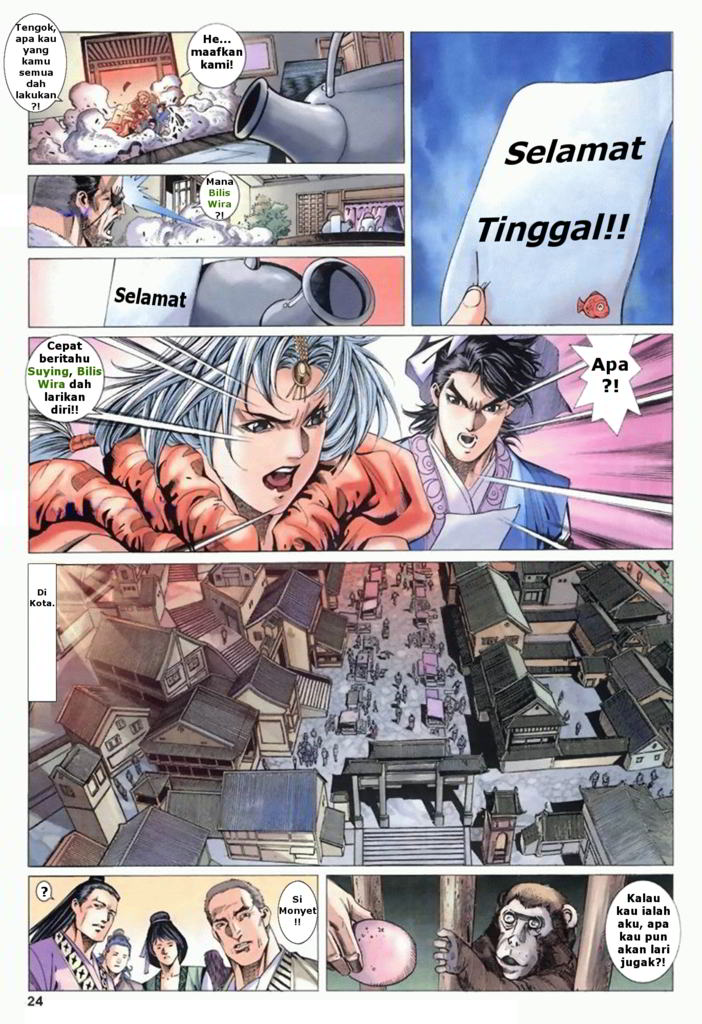 Tengok,
apa kau
yang
kamu
semua
dah
lakukan
?!
He...
maafkan
kami!
Selamat
Tinggal!!
Mana
Bilis
Wira
?!
Selamat
Cepat
beritahu
Suying, Bilis
Wira dah
larikan
diri!!
Apa
?!
Di
Kota.
?
Si
Monyet
!!
Kalau
kau ialah
aku, apa
kau pun
akan lari
jugak?!
24